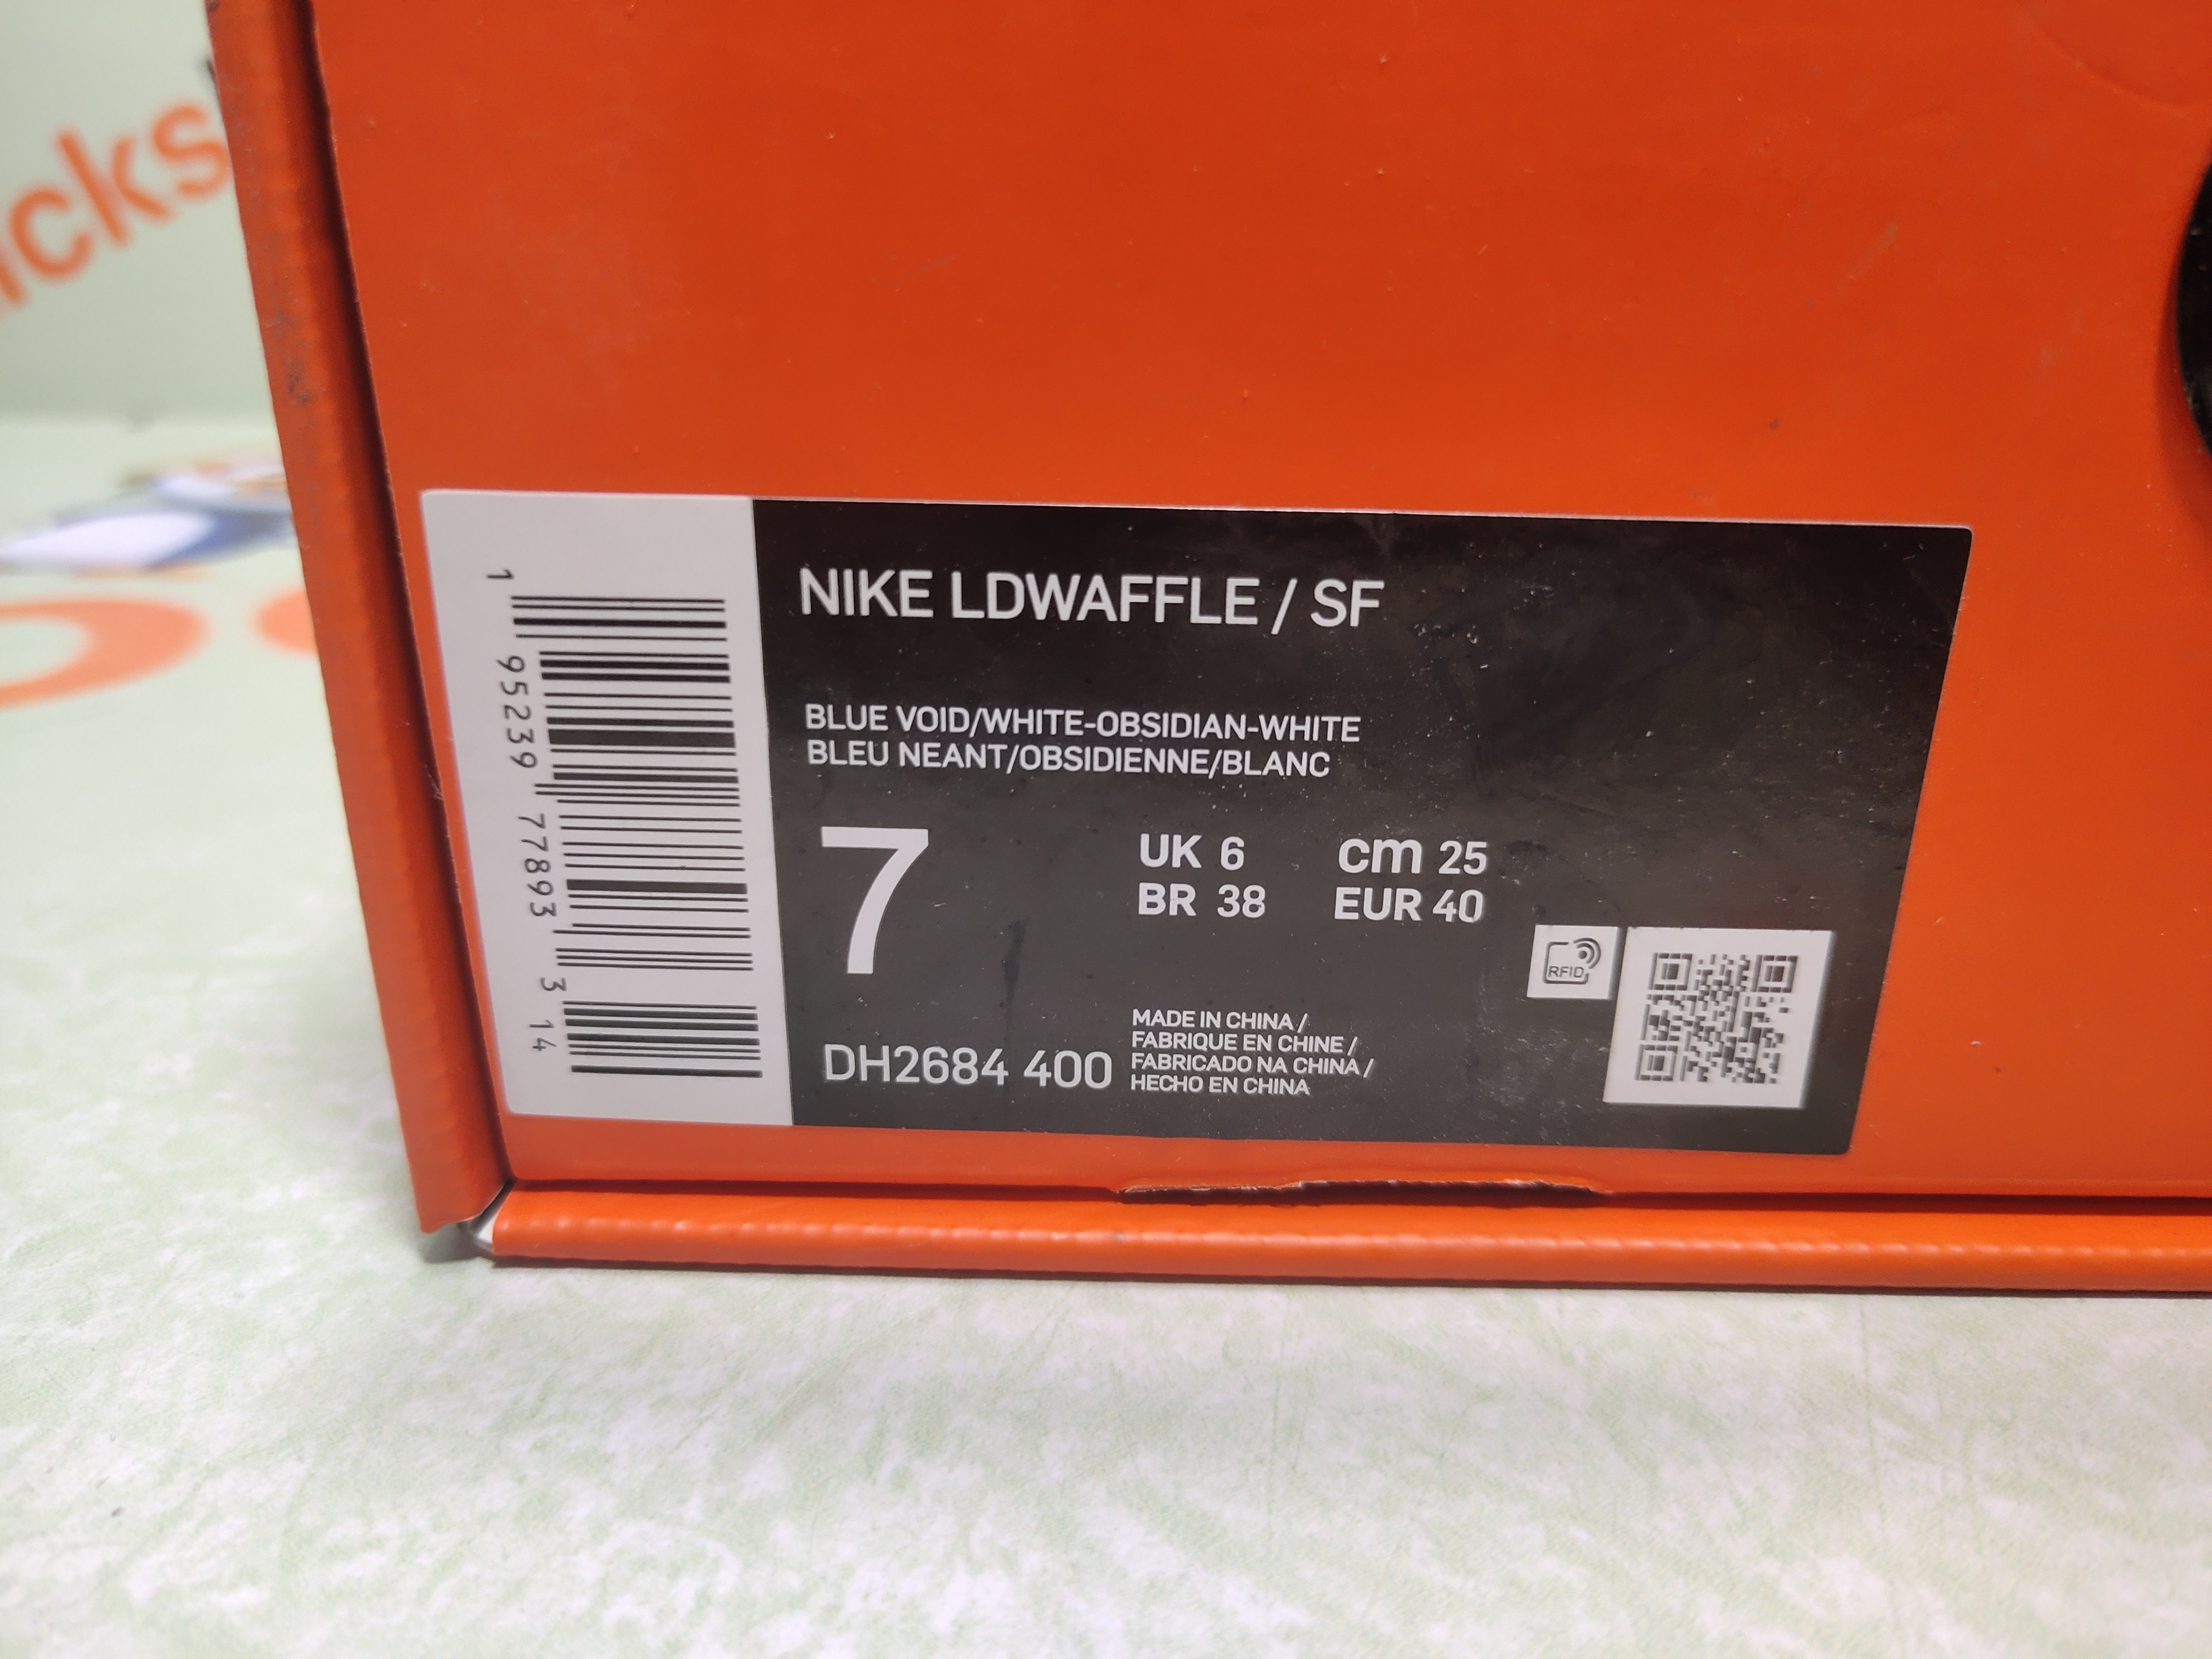 NIKE LDWAFFLE / SF
BLUE VOID/WHITE-OBSIDIAN-WHITE
BLEU NEANT/OBSIDIENNE/BLANC
7
UK 6 cm 25
BR 38 EUR 40
RFID
DH2684 400
MADE IN CHINA /
FABRIQUE EN CHINE /
FABRICADO NA CHINA /
HECHO EN CHINA
1 95239 77893 3 14
icks